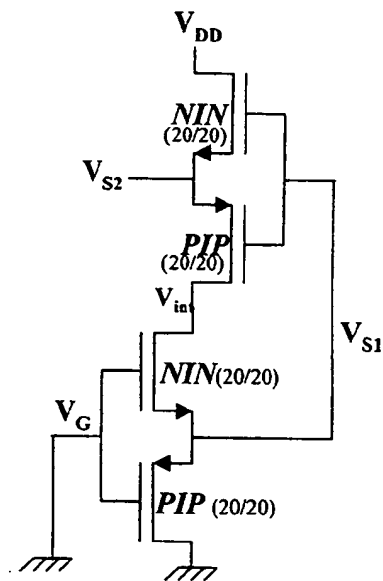 V_DD
NIN
(20/20)
V_S2
PIP
(20/20)
V_int
V_S1
NIN(20/20)
V_G
PIP (20/20)